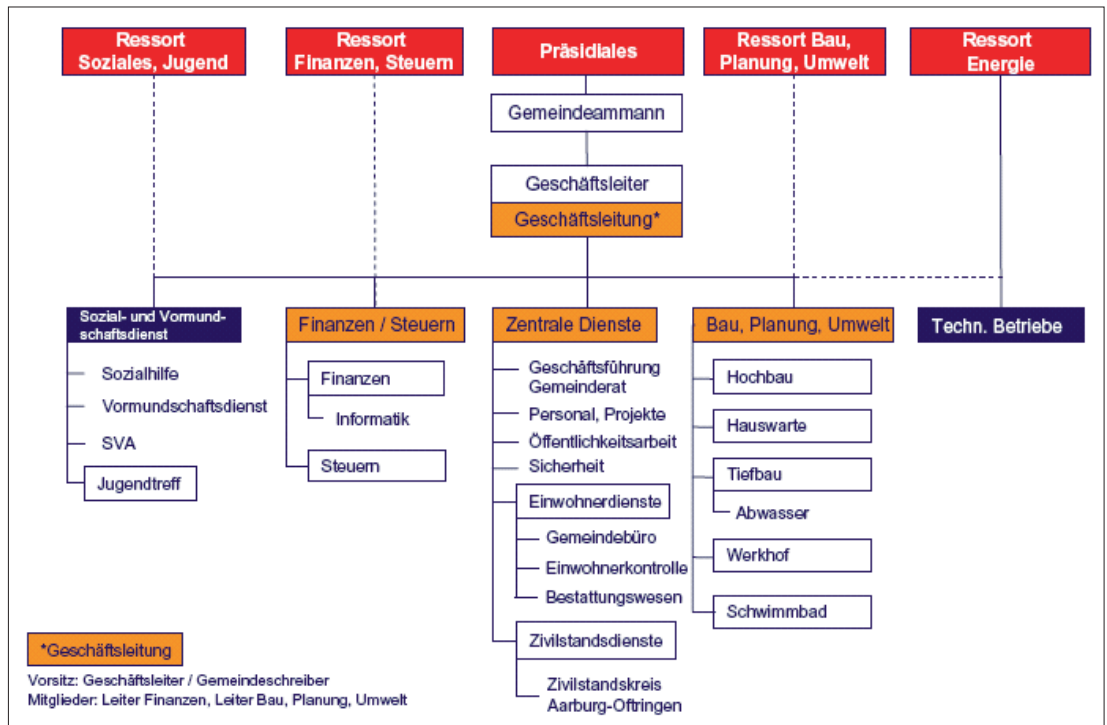 Ressort
Soziales, Jugend
Ressort
Finanzen, Steuern
Präsidiales
Ressort Bau,
Planung, Umwelt
Ressort
Energie
Gemeindeammann
Geschäftsleiter
Geschäftsleitung*
Sozial- und Vormund-
schaftsdienst
Sozialhilfe
Vormundschaftsdienst
SVA
Jugendtreff
Finanzen / Steuern
Finanzen
Informatik
Steuern
Zentrale Dienste
Geschäftsführung
Gemeinderat
Personal, Projekte
Öffentlichkeitsarbeit
Sicherheit
Einwohnerdienste
Gemeindebüro
Einwohnerkontrolle
Bestattungswesen
Zivilstandsdienste
Zivilstandskreis
Aarburg-Oftringen
Bau, Planung, Umwelt
Hochbau
Hauswarte
Tiefbau
Abwasser
Werkhof
Schwimmbad
Techn. Betriebe
*Geschäftsleitung
Vorsitz: Geschäftsleiter / Gemeindeschreiber
Mitglieder: Leiter Finanzen, Leiter Bau, Planung, Umwelt